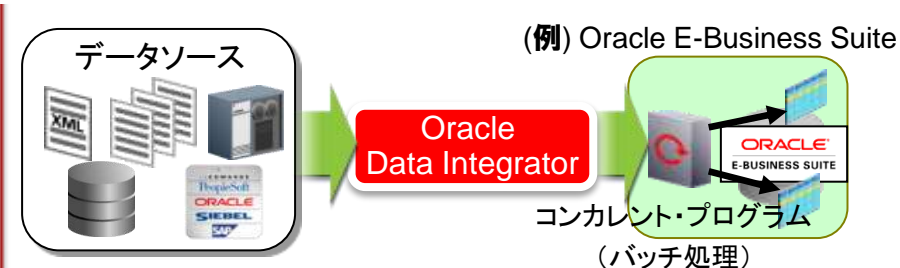 データソース
(例) Oracle E-Business Suite
XML
Oracle
Data Integrator
PeopleSoft
ORACLE
SIEBEL
SAP
ORACLE
E-BUSINESS SUITE
コンカレント・プログラム
（バッチ処理）